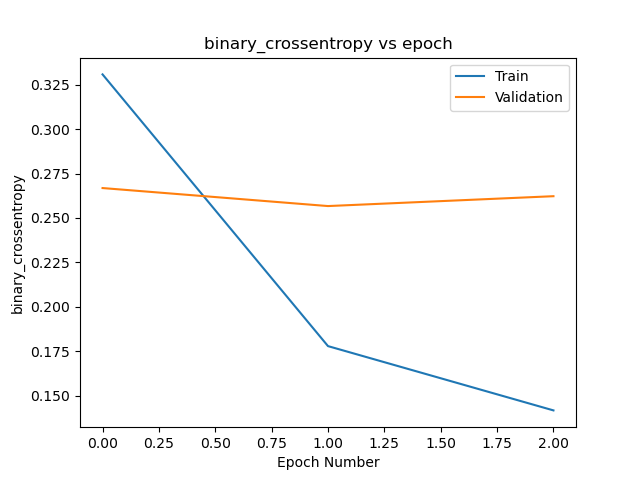 binary_crossentropy vs epoch
Train
Validation
0.325
0.300
0.275
0.250
0.225
0.200
0.175
0.150
binary_crossentropy
0.00 0.25 0.50 0.75 1.00 1.25 1.50 1.75 2.00
Epoch Number